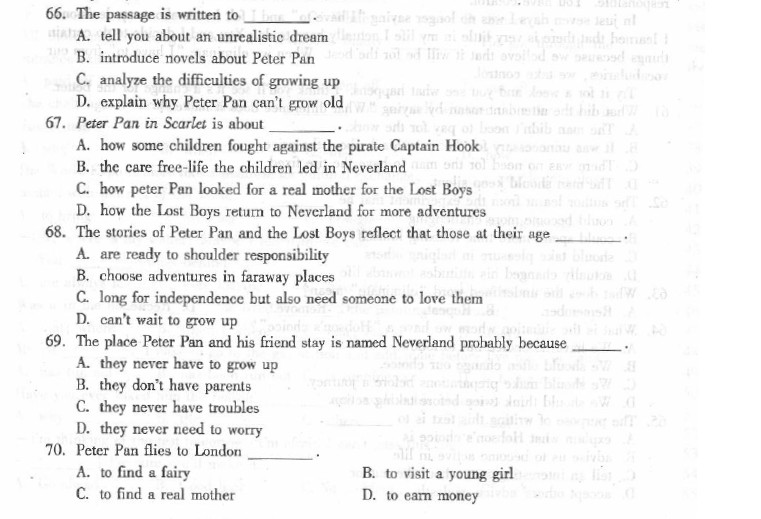 66. The passage is written to ______.
A. tell you about an unrealistic dream
B. introduce novels about Peter Pan
C. analyze the difficulties of growing up
D. explain why Peter Pan can't grow old
67. Peter Pan in Scarlet is about ______.
A. how some children fought against the pirate Captain Hook
B. the care free-life the children led in Neverland
C. how peter Pan looked for a real mother for the Lost Boys
D. how the Lost Boys return to Neverland for more adventures
68. The stories of Peter Pan and the Lost Boys reflect that those at their age ______.
A. are ready to shoulder responsibility
B. choose adventures in faraway places
C. long for independence but also need someone to love them
D. can't wait to grow up
69. The place Peter Pan and his friend stay is named Neverland probably because ______.
A. they never have to grow up
B. they don't have parents
C. they never have troubles
D. they never need to worry
70. Peter Pan flies to London ______.
A. to find a fairy B. to visit a young girl
C. to find a real mother D. to earn money